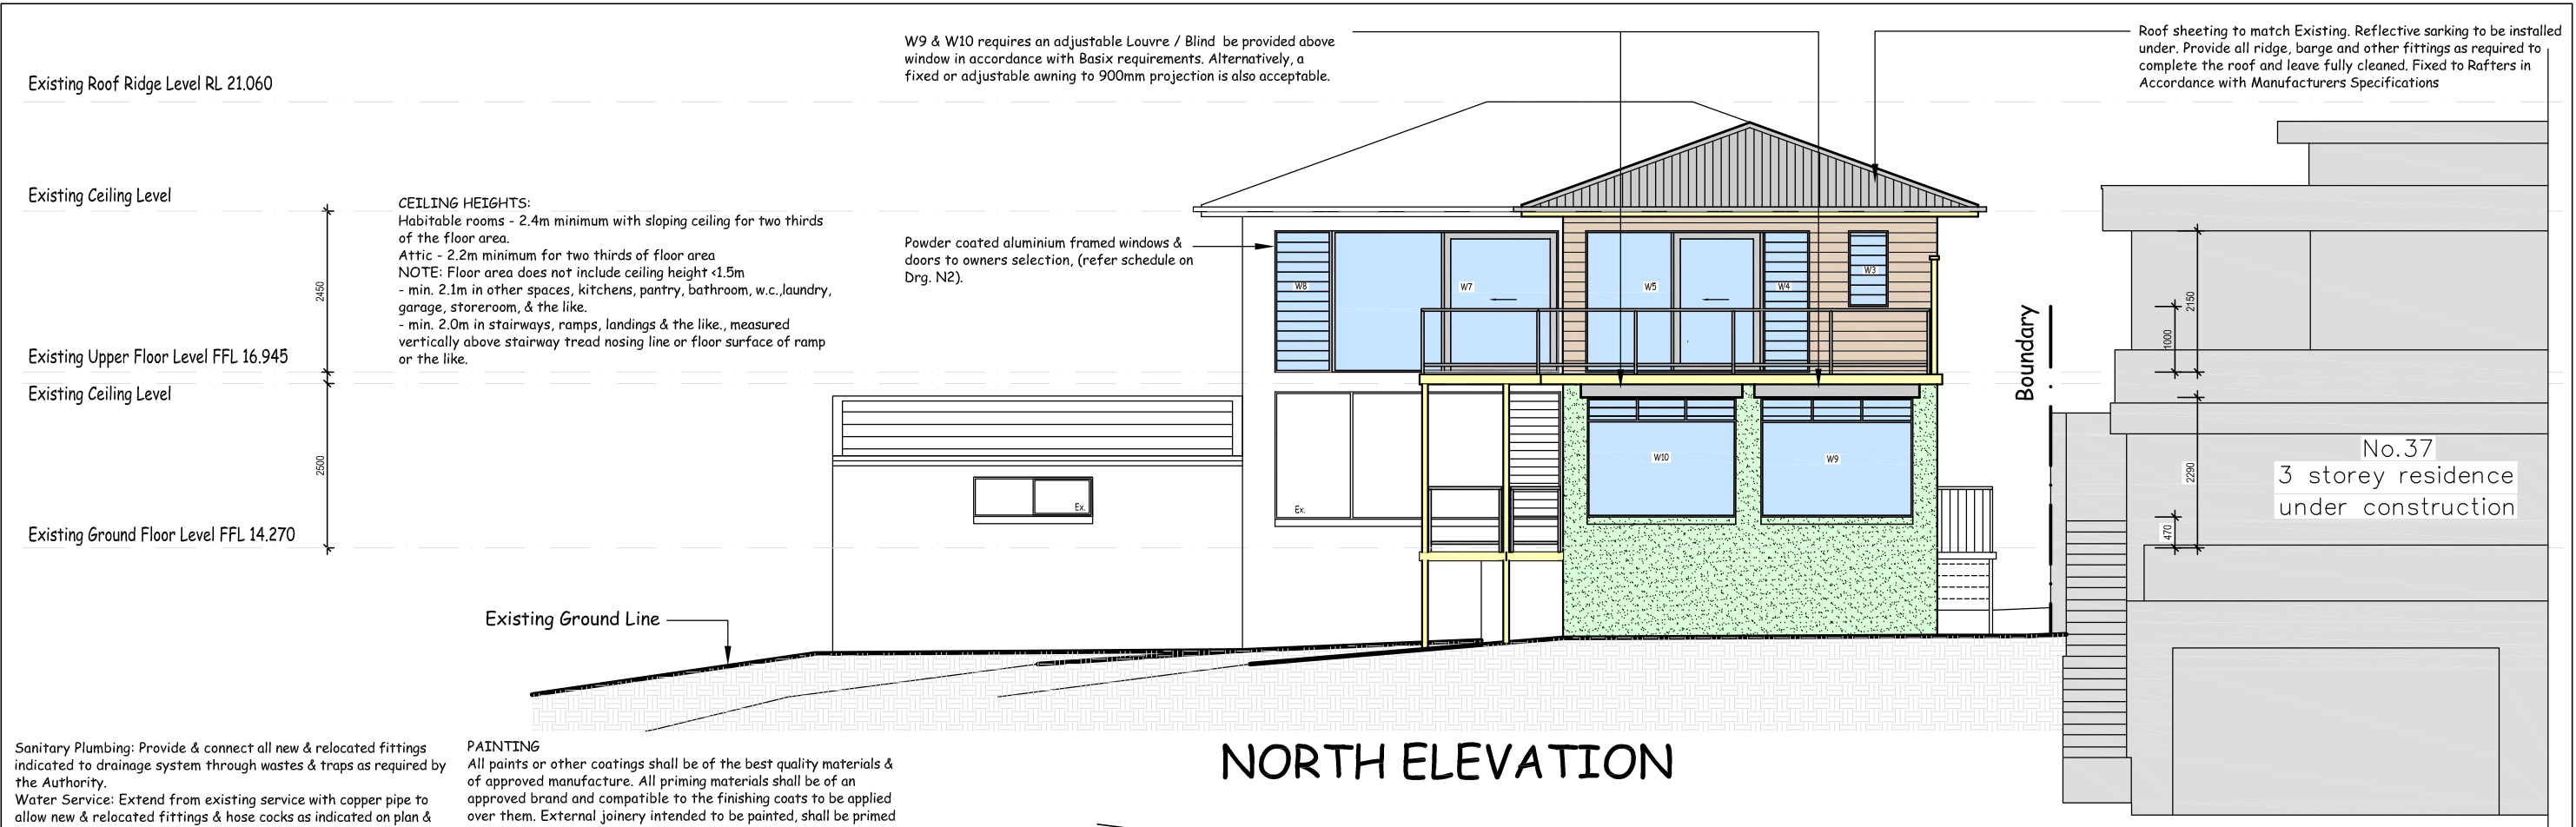 W9 & W10 requires an adjustable Louvre / Blind be provided above
window in accordance with Basix requirements. Alternatively, a
fixed or adjustable awning to 900mm projection is also acceptable.
Roof sheeting to match Existing. Reflective sarking to be installed
under. Provide all ridge, barge and other fittings as required to
complete the roof and leave fully cleaned. Fixed to Rafters in
Accordance with Manufacturers Specifications
Existing Roof Ridge Level RL 21.060
Existing Ceiling Level
CEILING HEIGHTS:
Habitable rooms - 2.4m minimum with sloping ceiling for two thirds
of the floor area.
Attic - 2.2m minimum for two thirds of floor area
NOTE: Floor area does not include ceiling height <1.5m
- min. 2.1m in other spaces, kitchens, pantry, bathroom, w.c.,laundry,
garage, storeroom, & the like.
- min. 2.0m in stairways, ramps, landings & the like., measured
vertically above stairway tread nosing line or floor surface of ramp
or the like.
Powder coated aluminium framed windows &
doors to owners selection, (refer schedule on
Drg. N2).
2450
W8
W7
W5
W4
W3
2150
1000
Boundary
Existing Upper Floor Level FFL 16.945
Existing Ceiling Level
2500
W10
W9
2290
470
No.37
3 storey residence
under construction
Ex.
Ex.
Existing Ground Floor Level FFL 14.270
Existing Ground Line
NORTH ELEVATION
Sanitary Plumbing: Provide & connect all new & relocated fittings
indicated to drainage system through wastes & traps as required by
the Authority.
Water Service: Extend from existing service with copper pipe to
allow new & relocated fittings & hose cocks as indicated on plan &
PAINTING
All paints or other coatings shall be of the best quality materials &
of approved manufacture. All priming materials shall be of an
approved brand and compatible to the finishing coats to be applied
over them. External joinery intended to be painted, shall be primed